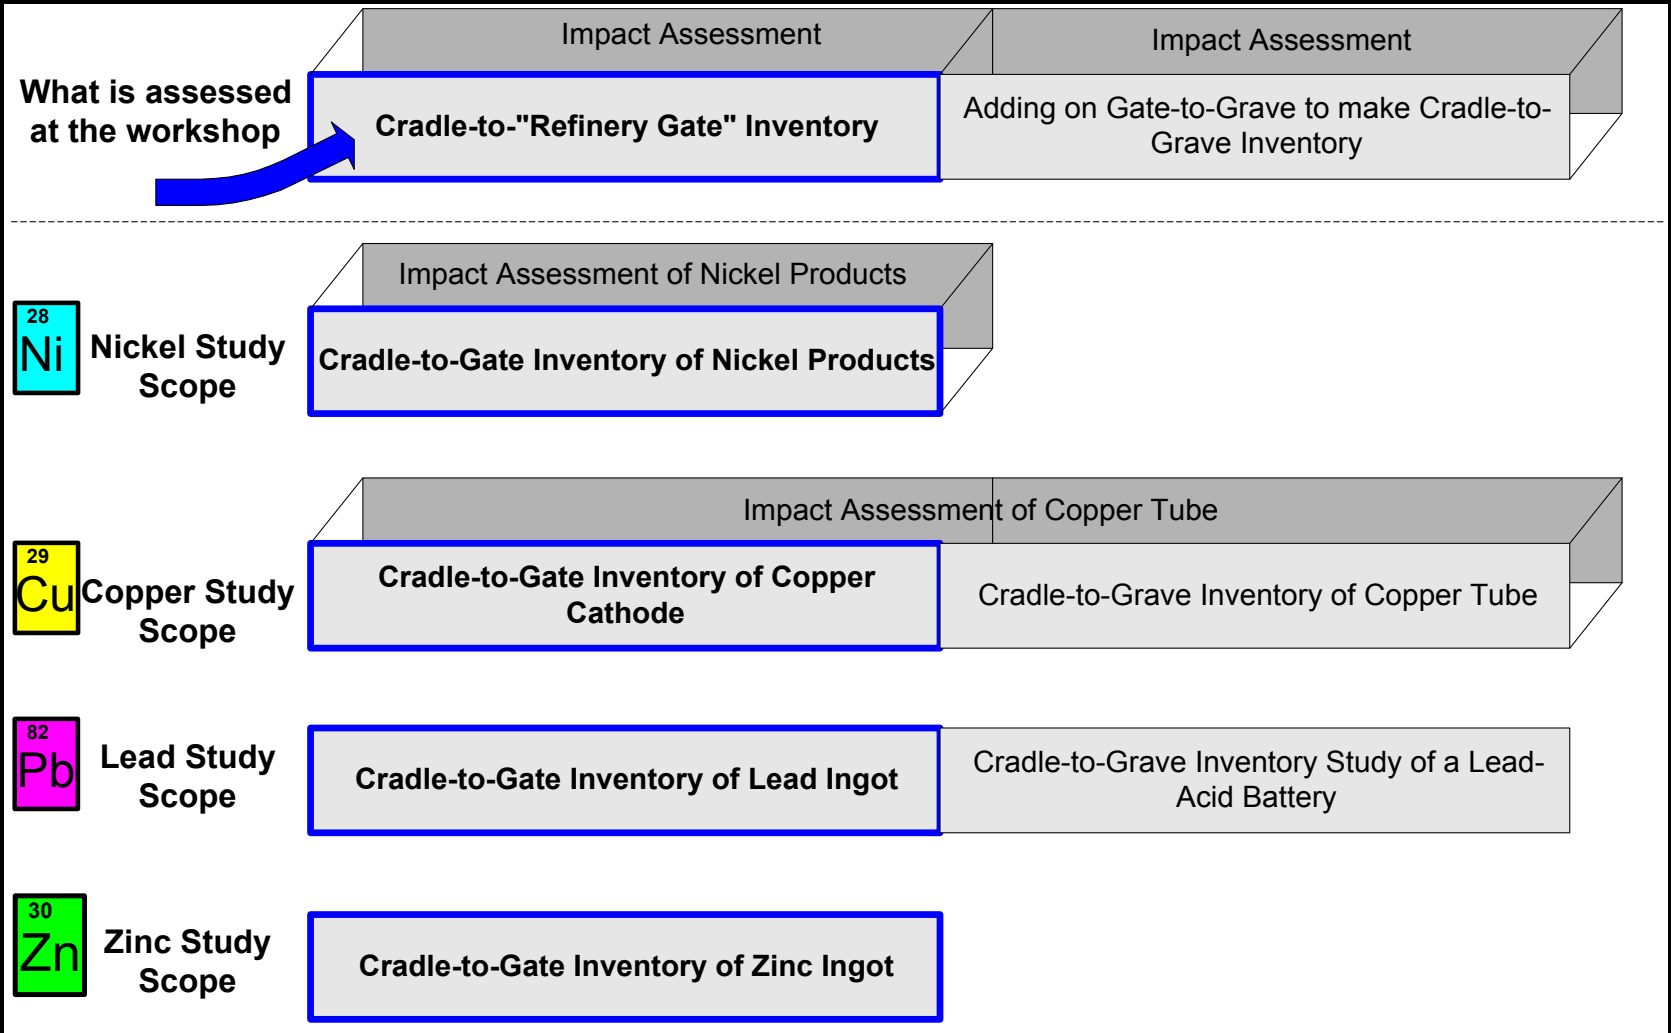 Impact Assessment
Impact Assessment
What is assessed
at the workshop
Cradle-to-"Refinery Gate" Inventory
Adding on Gate-to-Grave to make Cradle-to-
Grave Inventory
Impact Assessment of Nickel Products
28
Ni
Nickel Study
Scope
Cradle-to-Gate Inventory of Nickel Products
Impact Assessment of Copper Tube
29
Cu
Copper Study
Scope
Cradle-to-Gate Inventory of Copper
Cathode
Cradle-to-Grave Inventory of Copper Tube
82
Pb
Lead Study
Scope
Cradle-to-Gate Inventory of Lead Ingot
Cradle-to-Grave Inventory Study of a Lead-
Acid Battery
30
Zn
Zinc Study
Scope
Cradle-to-Gate Inventory of Zinc Ingot